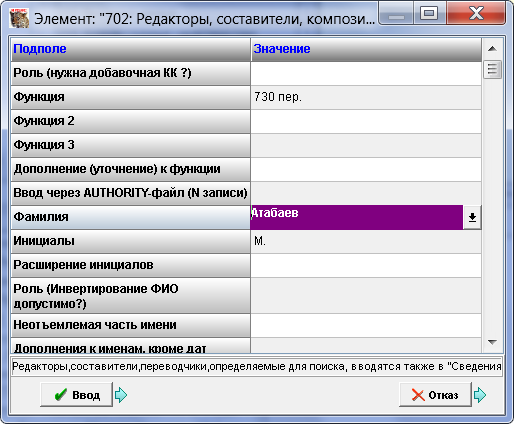 Элемент: "702: Редакторы, составители, компози...
Подполе Значение
Роль (нужна добавочная КК ?)
Функция 730 пер.
Функция 2
Функция 3
Дополнение (уточнение) к функции
Ввод через AUTHORITY-файл (N записи)
Фамилия Атабаев
Инициалы М.
Расширение инициалов
Роль (Инвертирование ФИО
допустимо?)
Неотъемлемая часть имени
Дополнения к именам, кроме дат
Редакторы,составители,переводчики,определяемые для поиска, вводятся также в "Сведения
Ввод Отказ